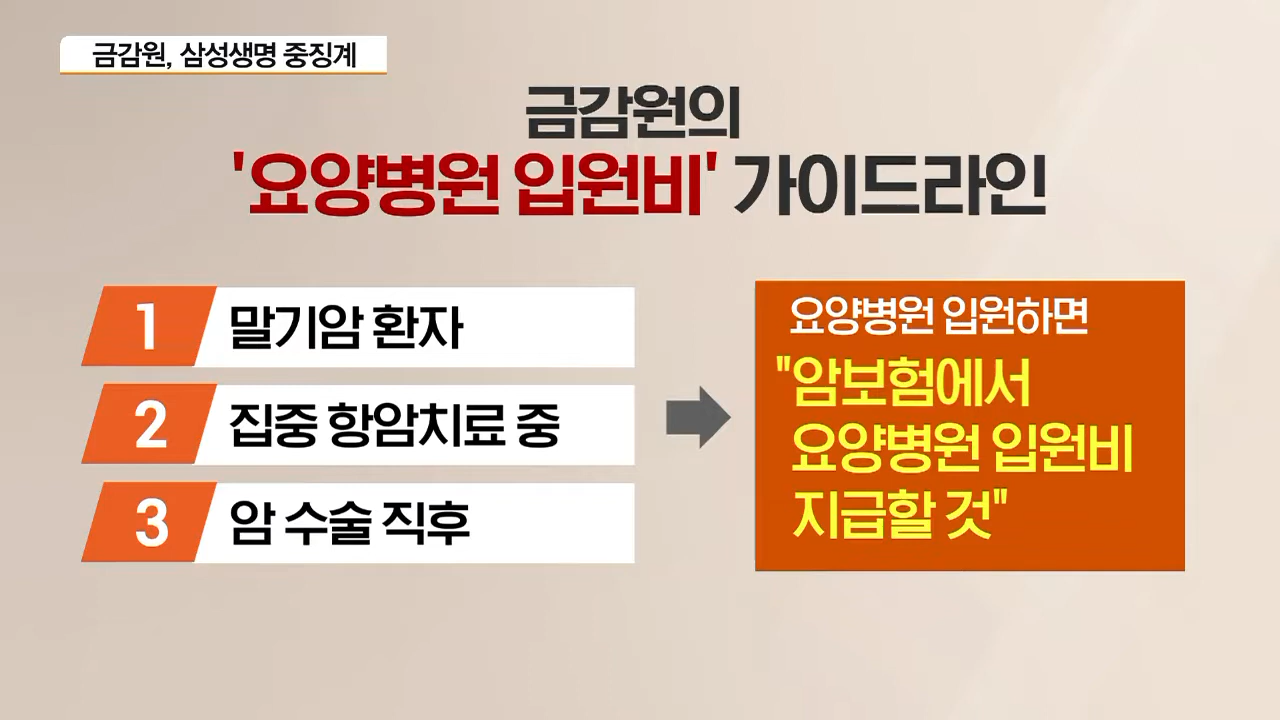 금감원, 삼성생명 중징계
금감원의
'요양병원 입원비' 가이드라인
1 말기암 환자
2 집중 항암치료 중
3 암 수술 직후
요양병원 입원하면
"암보험에서
요양병원 입원비
지급할 것"